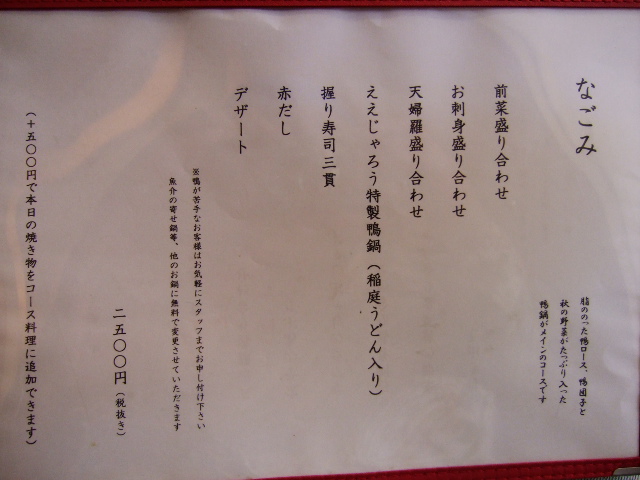 なごみ
脂ののった鴨ロース、鴨団子と
秋の野菜がたっぷり入った
鴨鍋がメインのコースです
前菜盛り合わせ
お刺身盛り合わせ
天婦羅盛り合わせ
ええじゃろう特製鴨鍋（稲庭うどん入り）
握り寿司三貫
赤だし
デザート
※鴨が苦手なお客様はお気軽にスタッフまでお申し付け下さい
魚介の寄せ鍋等、他のお鍋に無料で変更させていただきます
二五〇〇円（税抜き）
（＋五〇〇円で本日の焼き物をコース料理に追加できます）